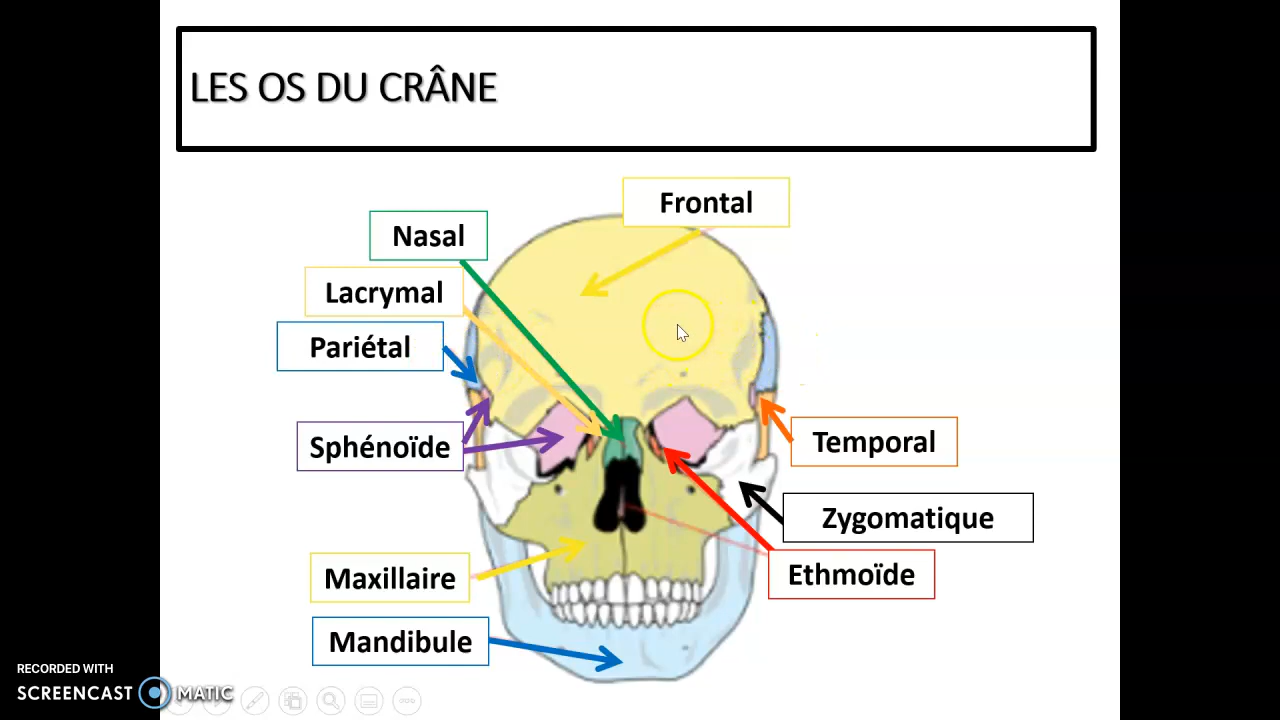 LES OS DU CRÂNE
Frontal
Nasal
Lacrymal
Pariétal
Sphénoïde
Temporal
Zygomatique
Ethmoïde
Maxillaire
Mandibule
RECORDED WITH
SCREENCAST MATIC